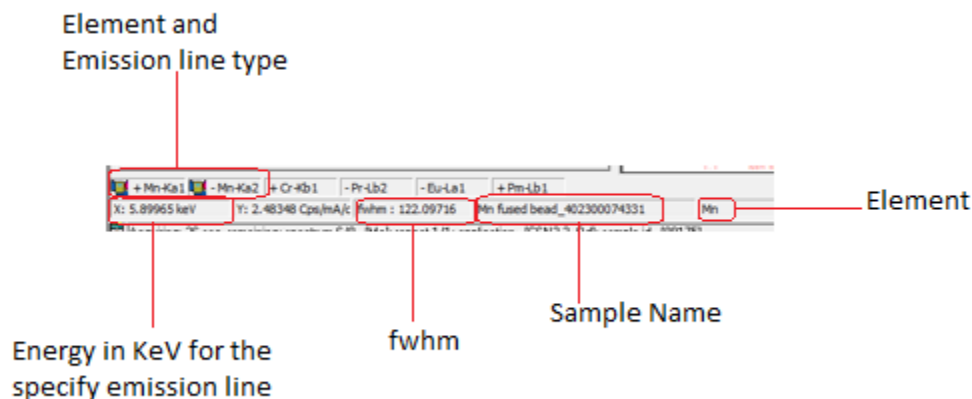 Element and
Emission line type
+Mn-Ka1 -Mn-Ka2 +Cr-Kb1 -Pr-Lb2 -Eu-La1 +Pm-Lb1
X: 5.89965 keV Y: 2.48348 Cps/mA/c fwhm : 122.09716 Mn fused bead_402300074331 Mn
Element
Sample Name
fwhm
Energy in KeV for the
specify emission line